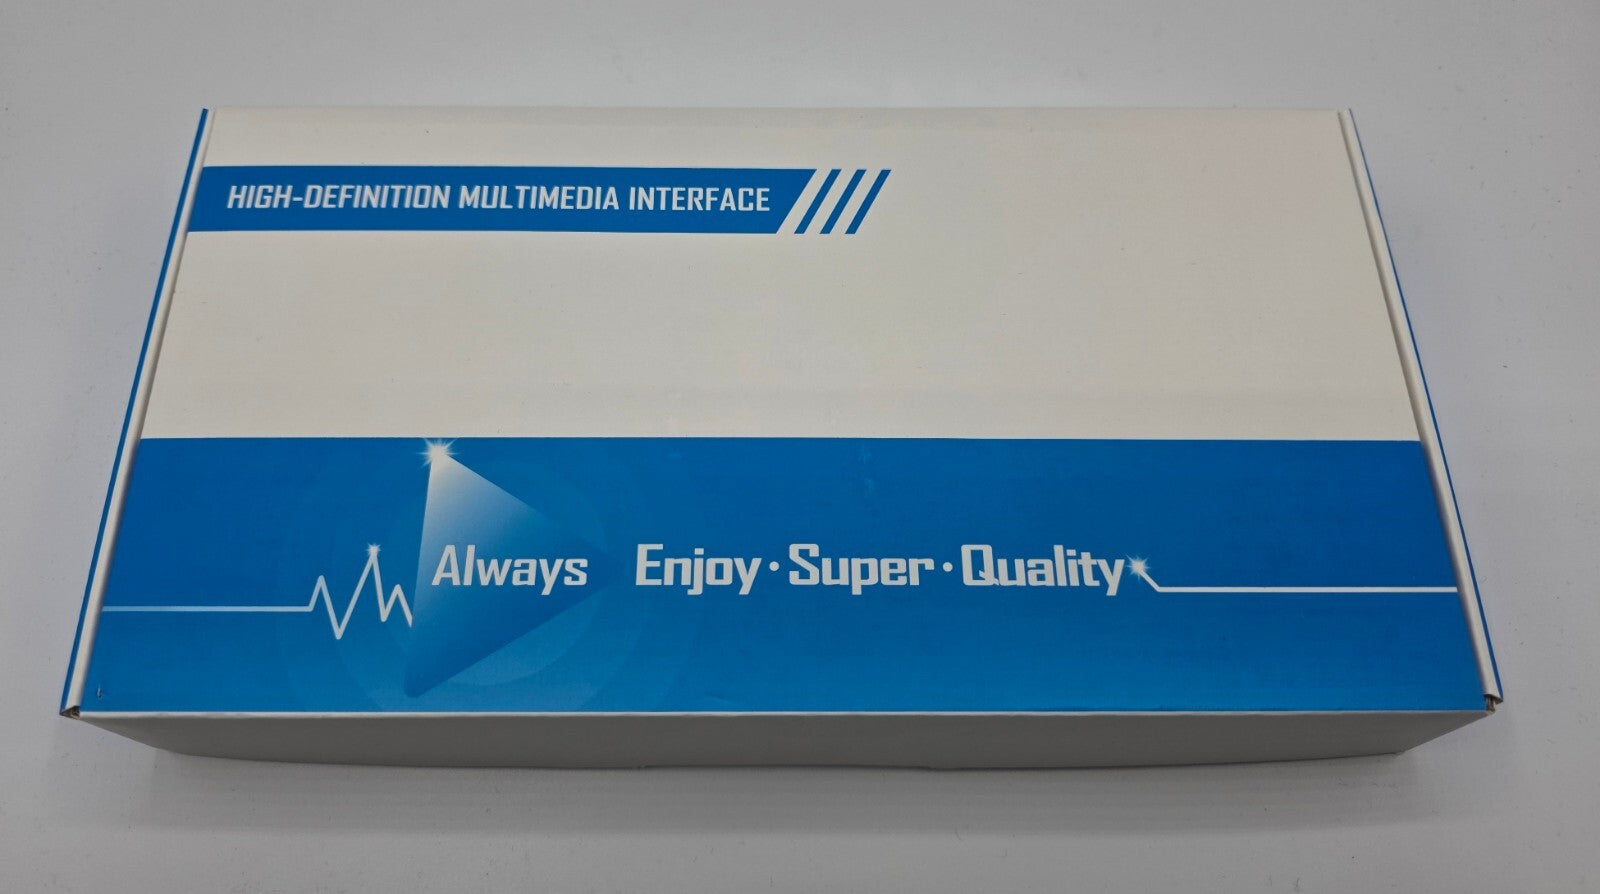 HIGH-DEFINITION MULTIMEDIA INTERFACE
Always Enjoy·Super·Quality